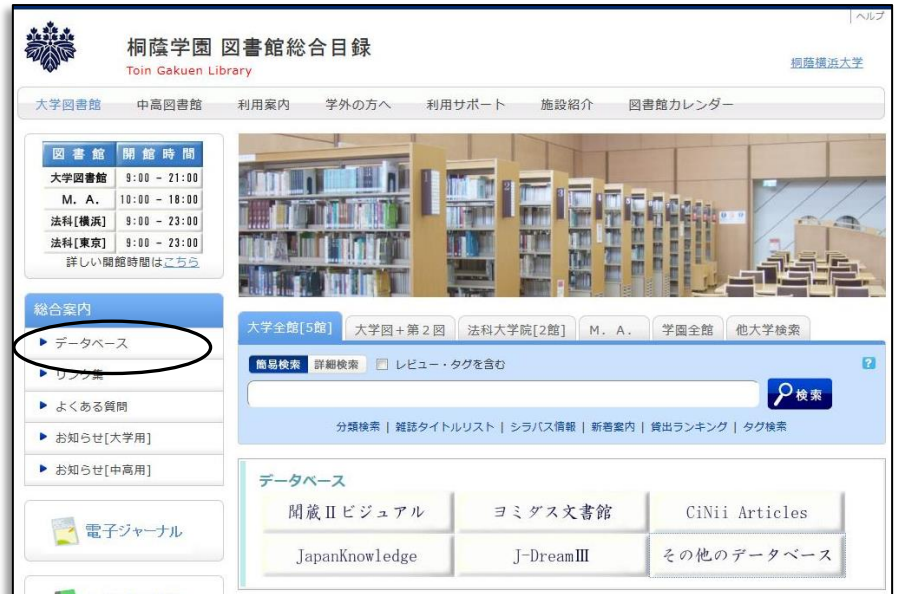 ヘルプ
桐蔭学園 図書館総合目録
Toin Gakuen Library
桐蔭横浜大学
大学図書館 中高図書館 利用案内 学外の方へ 利用サポート 施設紹介 図書館カレンダー
図書館 開館時間
大学図書館 9:00 - 21:00
M. A. 10:00 - 18:00
法科[横浜] 9:00 - 23:00
法科[東京] 9:00 - 23:00
詳しい開館時間はこちら
総合案内
データベース
リンク集
よくある質問
お知らせ[大学用]
お知らせ[中高用]
電子ジャーナル
大学全館[5館] 大学図+第2図 法科大学院[2館] M. A. 学園全館 他大学検索
簡易検索 詳細検索 レビュー・タグを含む ?
検索
分類検索 | 雑誌タイトルリスト | シラバス情報 | 新着案内 | 貸出ランキング | タグ検索
データベース
聞蔵Ⅱビジュアル ヨミダス文書館 CiNii Articles
JapanKnowledge J-DreamⅢ その他のデータベース